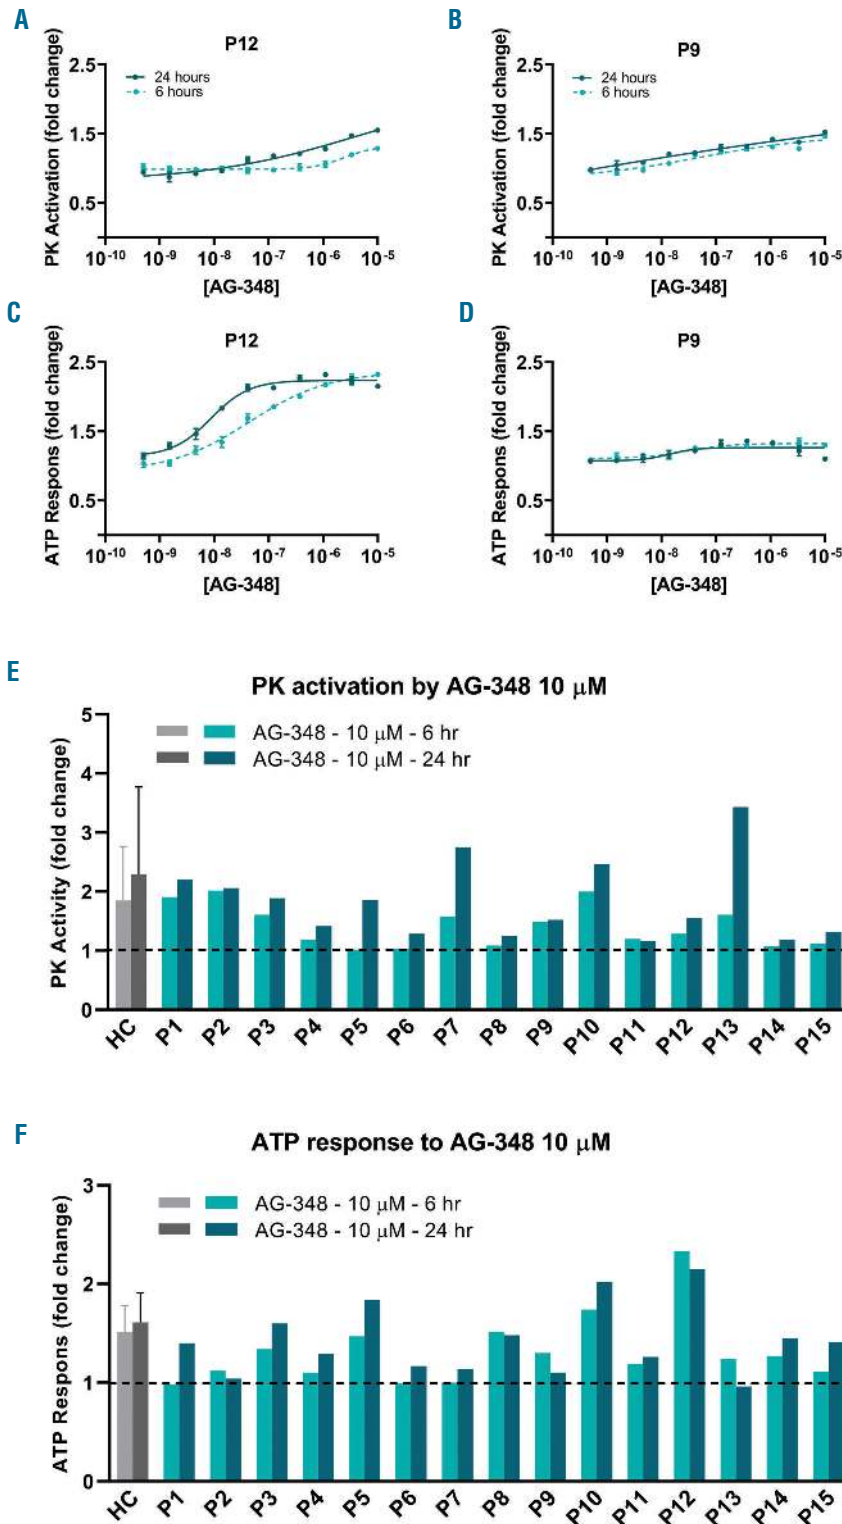 A
P12
PK Activation (fold change)
2.5
1.5
0.5
24 hours
6 hours
10-10 10-9 10-8 10-7 10-6 10-5
[AG-348]
B
P9
PK Activation (fold change)
2.5
1.5
0.5
24 hours
6 hours
10-10 10-9 10-8 10-7 10-6 10-5
[AG-348]
C
P12
ATP Respons (fold change)
2.5
1.5
0.5
10-10 10-9 10-8 10-7 10-6 10-5
[AG-348]
D
P9
ATP Respons (fold change)
2.5
1.5
0.5
10-10 10-9 10-8 10-7 10-6 10-5
[AG-348]
E
PK activation by AG-348 10 μM
PK Activity (fold change)
5
4
3
2
1
0
AG-348 - 10 μM - 6 hr
AG-348 - 10 μM - 24 hr
HC P1 P2 P3 P4 P5 P6 P7 P8 P9 P10 P11 P12 P13 P14 P15
F
ATP response to AG-348 10 μM
ATP Respons (fold change)
3
2
1
0
AG-348 - 10 μM - 6 hr
AG-348 - 10 μM - 24 hr
HC P1 P2 P3 P4 P5 P6 P7 P8 P9 P10 P11 P12 P13 P14 P15